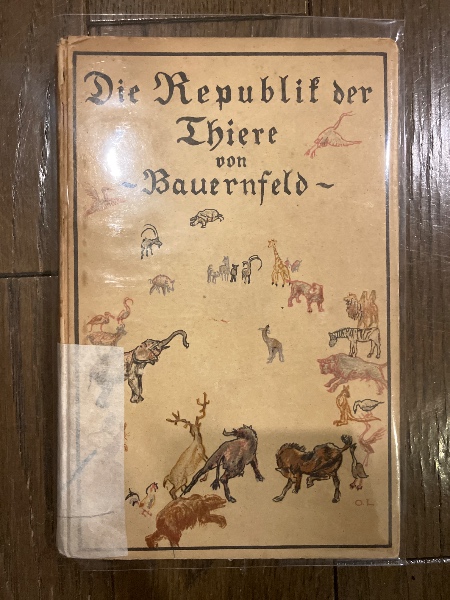 Die Republik der
Thiere
von
~Bauernfeld~
O.L.